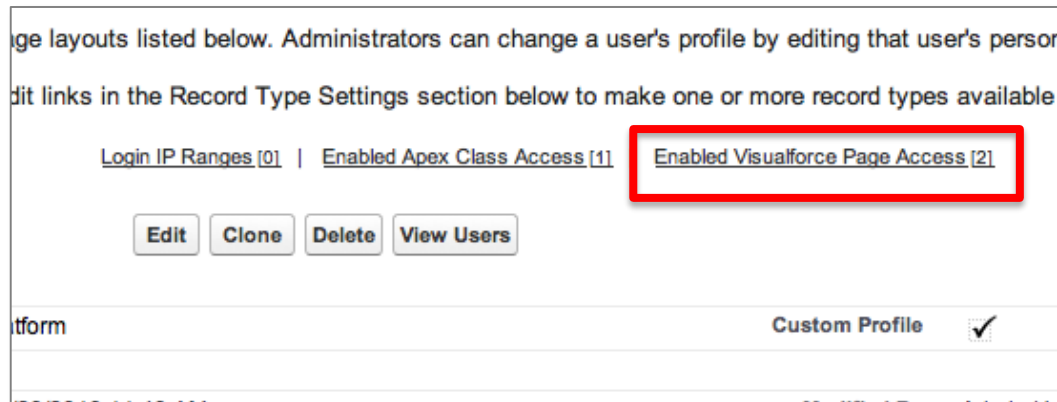 ge layouts listed below. Administrators can change a user's profile by editing that user's person
dit links in the Record Type Settings section below to make one or more record types available
Login IP Ranges [0] | Enabled Apex Class Access [1] Enabled Visualforce Page Access [2]
Edit Clone Delete View Users
tform Custom Profile